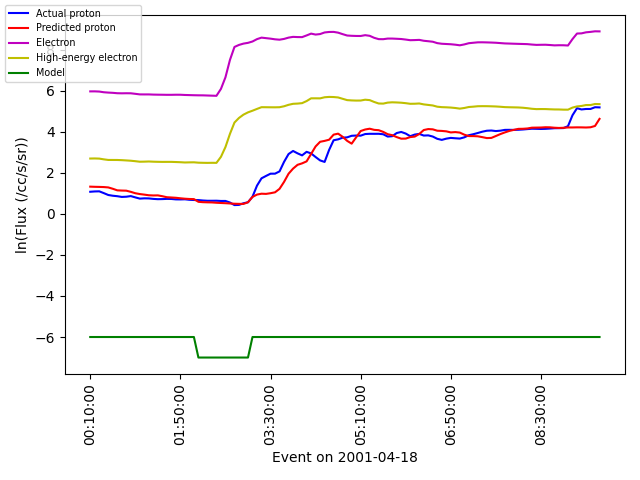 Actual proton
Predicted proton
Electron
High-energy electron
Model
8
6
4
2
0
−2
−4
−6
ln(Flux (/cc/s/sr))
00:10:00
01:50:00
03:30:00
05:10:00
06:50:00
08:30:00
Event on 2001-04-18